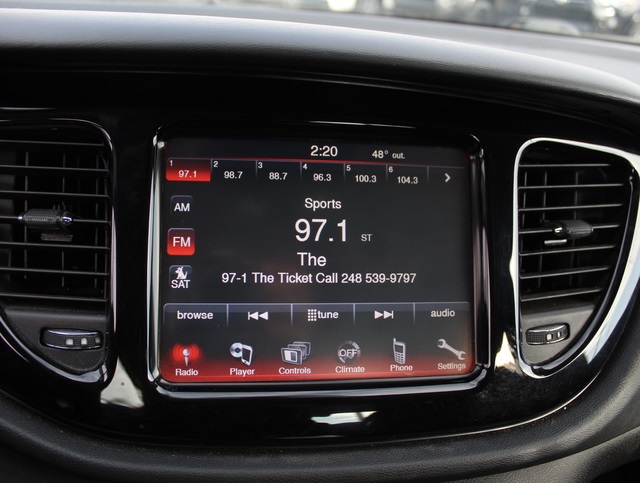 2:20 48° out.
1 2 3 4 5 6
97.1 98.7 88.7 96.3 100.3 104.3 >
AM
Sports
FM
97.1 ST
The
SAT
97-1 The Ticket Call 248 539-9797
browse tune audio
OFF
Radio Player Controls Climate Phone Settings